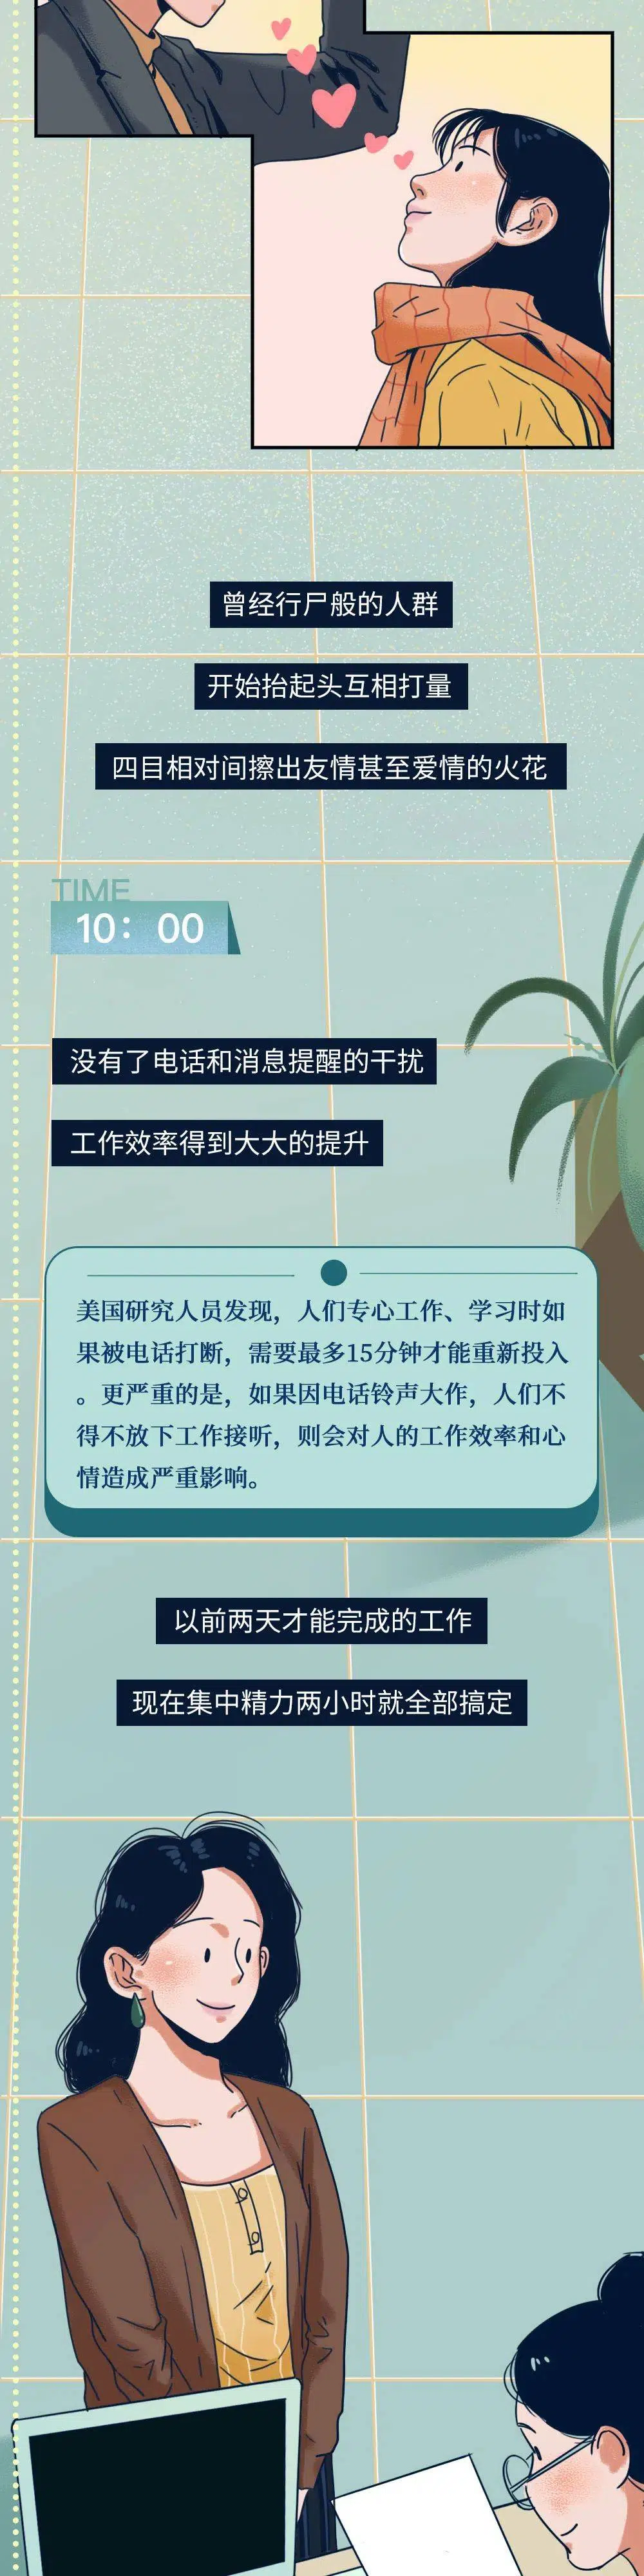 曾经行尸般的人群
开始抬起头互相打量
四目相对间擦出友情甚至爱情的火花
TIME
10：00
没有了电话和消息提醒的干扰
工作效率得到大大的提升
美国研究人员发现，人们专心工作、学习时如
果被电话打断，需要最多15分钟才能重新投入
。更严重的是，如果因电话铃声大作，人们不
得不放下工作接听，则会对人的工作效率和心
情造成严重影响。
以前两天才能完成的工作
现在集中精力两小时就全部搞定